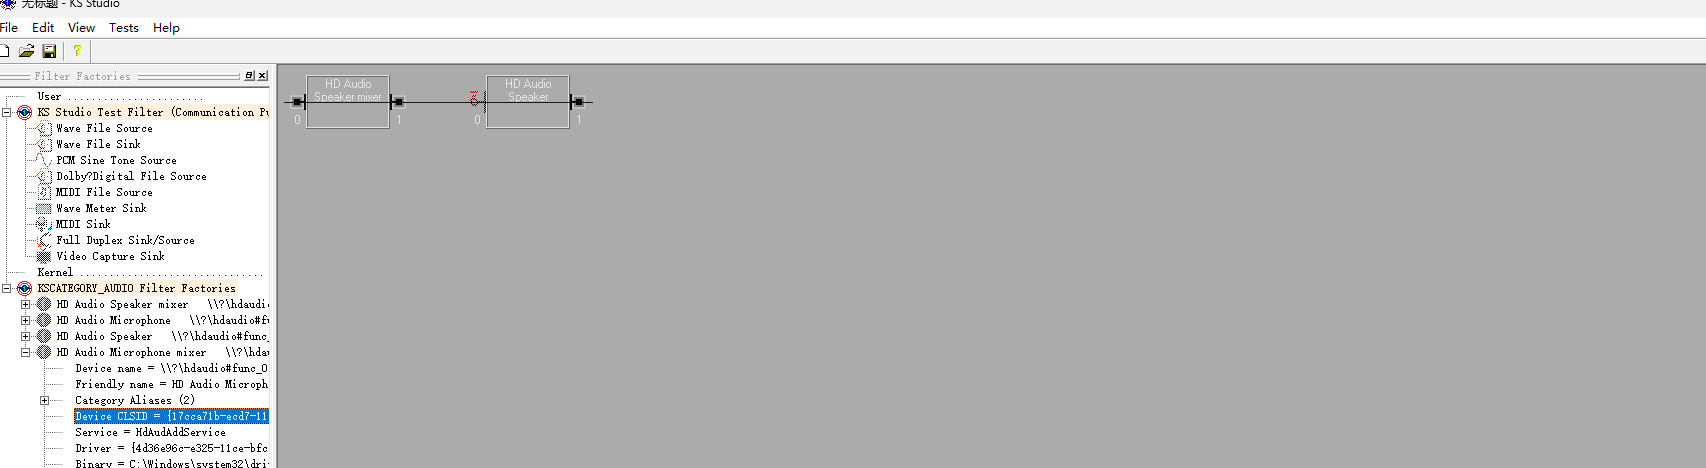 无标题 - KS Studio
File Edit View Tests Help
Filter Factories
User
KS Studio Test Filter (Communication Pu
Wave File Source
Wave File Sink
PCM Sine Tone Source
Dolby?Digital File Source
MIDI File Source
Wave Meter Sink
MIDI Sink
Full Duplex Sink/Source
Video Capture Sink
Kernel
KSCATEGORY_AUDIO Filter Factories
HD Audio Speaker mixer \\?\hdaudi
HD Audio Microphone \\?\hdaudio#f
HD Audio Speaker \\?\hdaudio#func_
HD Audio Microphone mixer \\?\hda
Device name = \\?\hdaudio#func_0
Friendly name = HD Audio Microph
Category Aliases (2)
Device CLSID = {17cca71b-ecd7-11
Service = HdAudAddService
Driver = {4d36e96c-e325-11ce-bfc
Binary = C:\Windows\system32\dri
HD Audio
Speaker mixer
0 1
HD Audio
Speaker
0 1